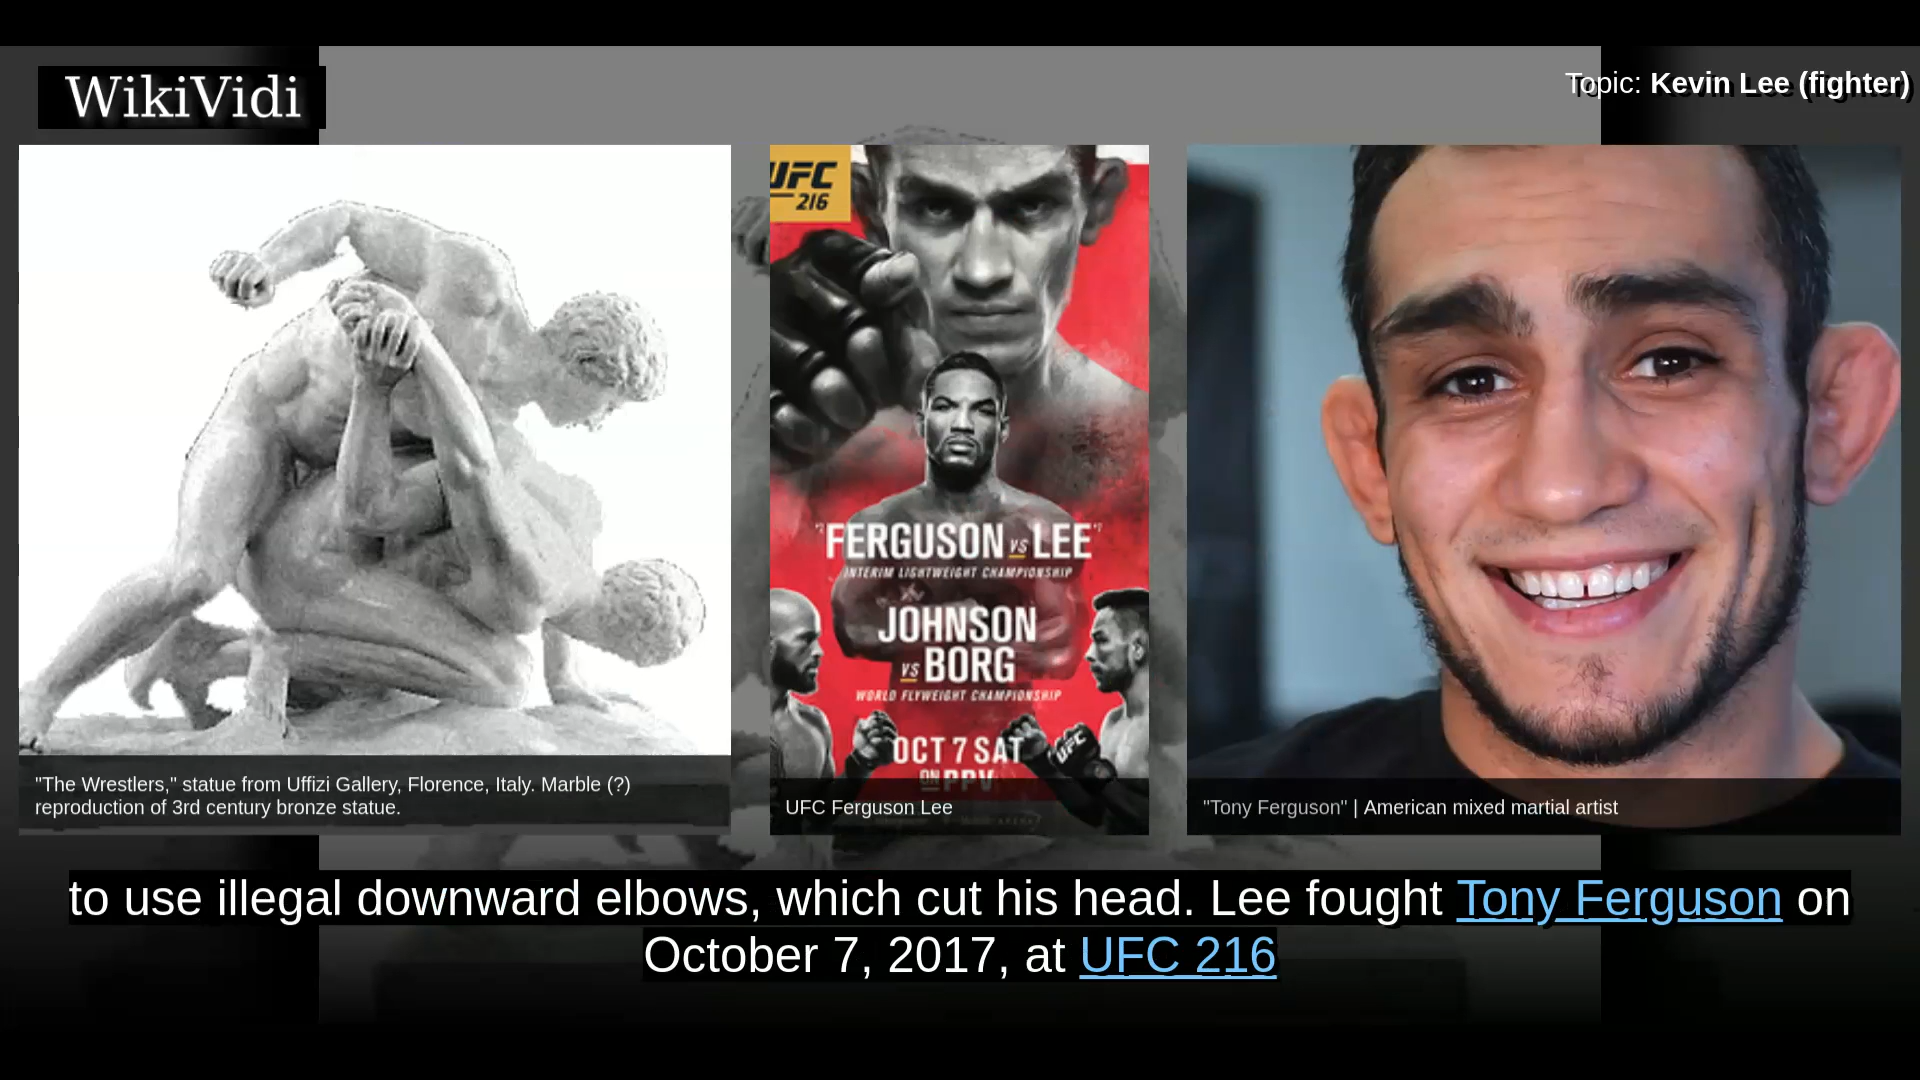 WikiVidi
Topic: Kevin Lee (fighter)
UFC
216
"FERGUSON VS LEE"
INTERIM LIGHTWEIGHT CHAMPIONSHIP
JOHNSON
VS BORG
WORLD FLYWEIGHT CHAMPIONSHIP
OCT 7 SAT
ON PPV
UFC
"The Wrestlers," statue from Uffizi Gallery, Florence, Italy. Marble (?)
reproduction of 3rd century bronze statue.
UFC Ferguson Lee
"Tony Ferguson" | American mixed martial artist
to use illegal downward elbows, which cut his head. Lee fought Tony Ferguson on
October 7, 2017, at UFC 216